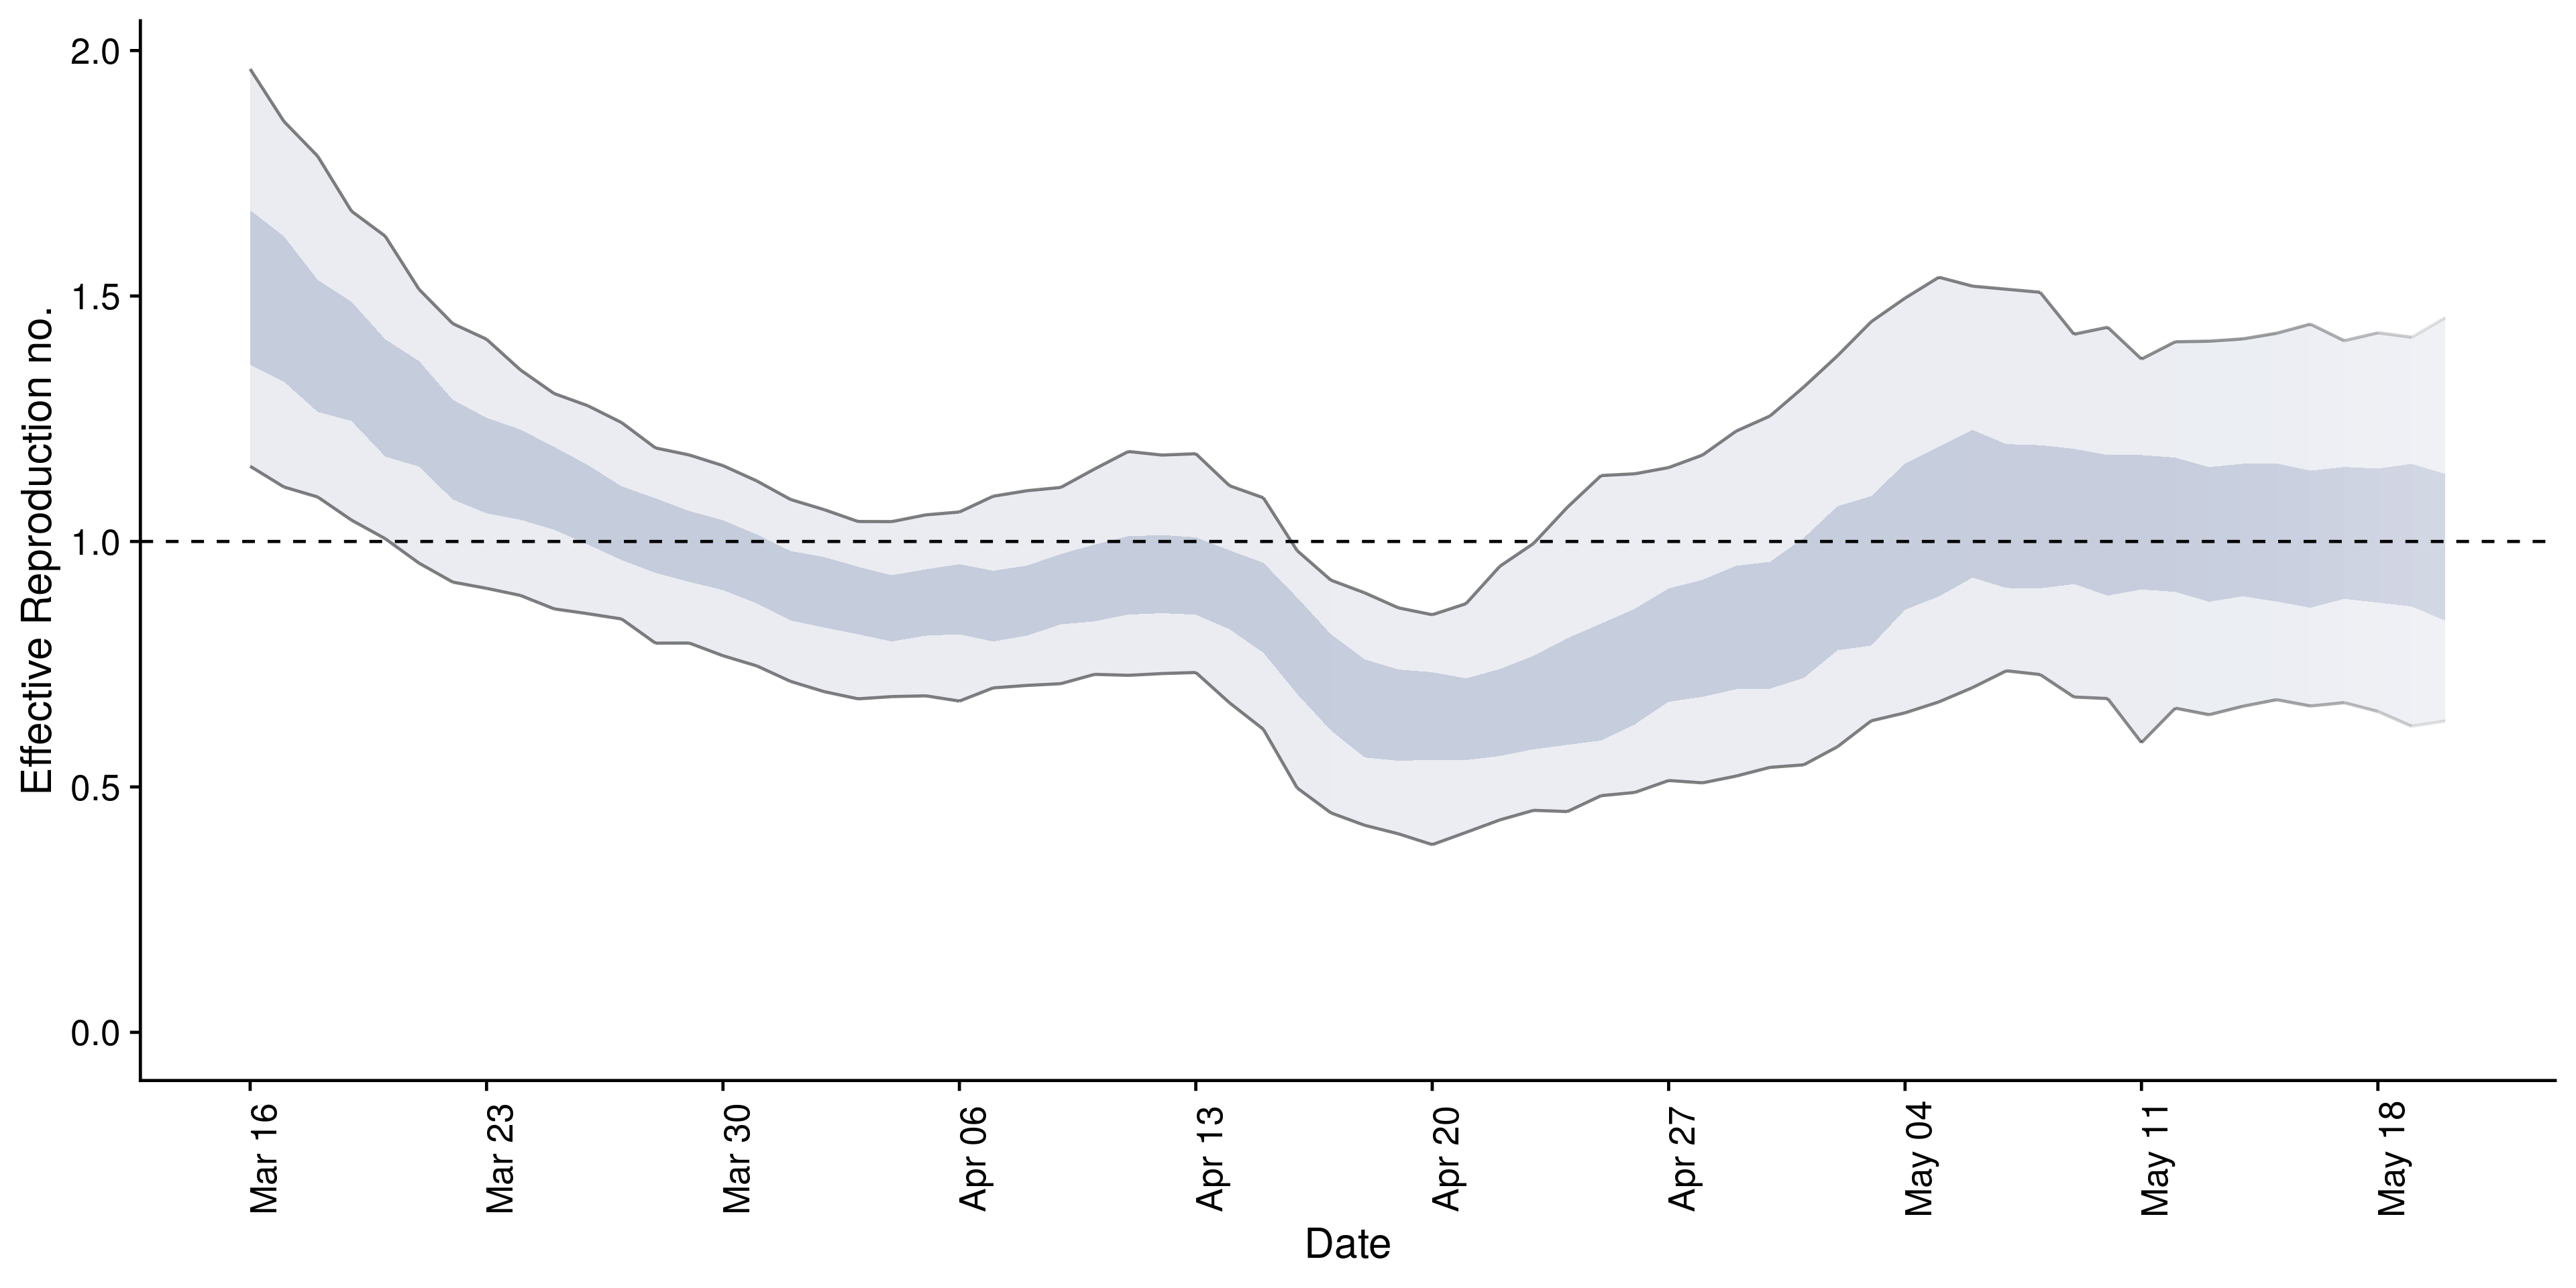 Effective Reproduction no.
2.0
1.5
1.0
0.5
0.0
Mar 16
Mar 23
Mar 30
Apr 06
Apr 13
Apr 20
Apr 27
May 04
May 11
May 18
Date